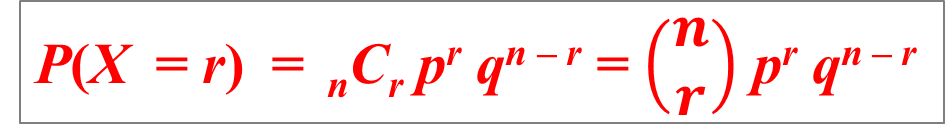 P(X = r) = ₙCᵣ pʳ qⁿ⁻ʳ = (n r) pʳ qⁿ⁻ʳ